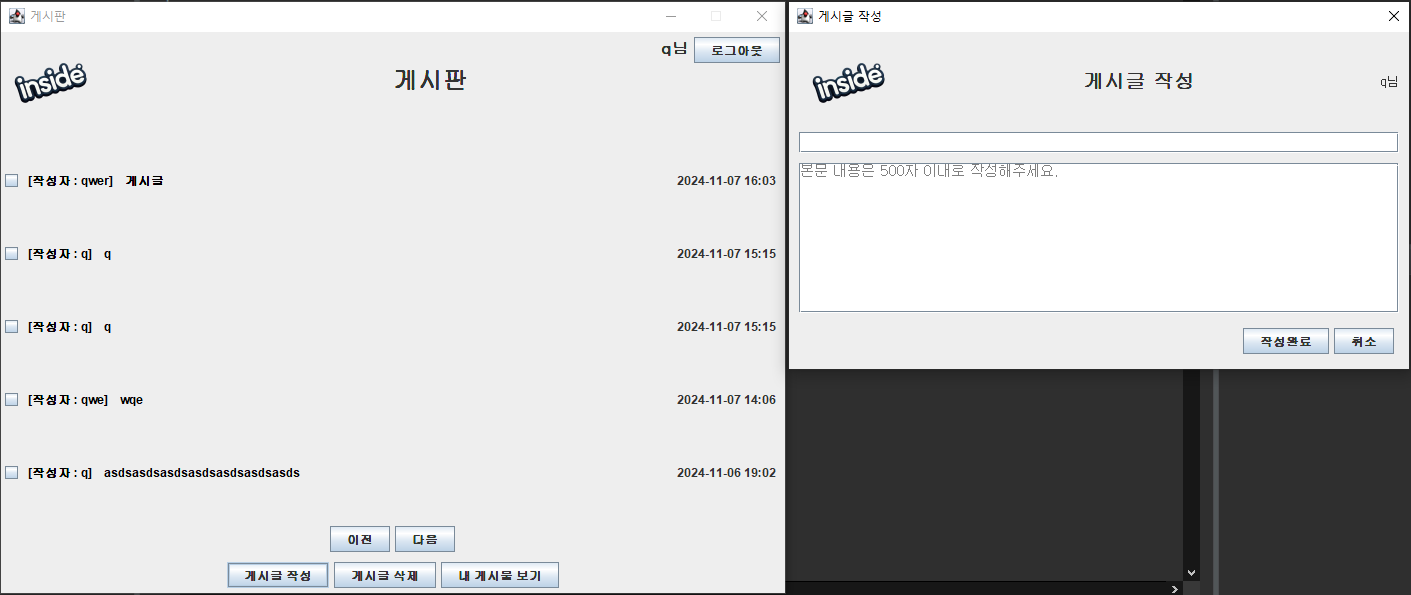 게시판
q님 로그아웃
inside
게시판
[작성자 : qwer] 게시글 2024-11-07 16:03
[작성자 : q] q 2024-11-07 15:15
[작성자 : q] q 2024-11-07 15:15
[작성자 : qwe] wqe 2024-11-07 14:06
[작성자 : q] asdsasdsasdsasdsasdsasdsasds 2024-11-06 19:02
이전 다음
게시글 작성 게시글 삭제 내 게시물 보기
게시글 작성
inside
게시글 작성
q님
본문 내용은 500자 이내로 작성해주세요.
작성완료 취소